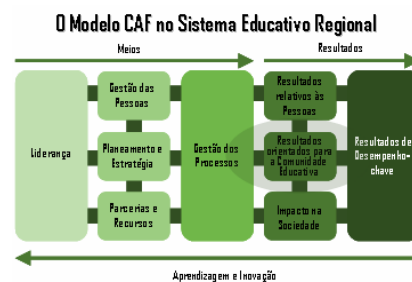 O Modelo CAF no Sistema Educativo Regional
Meios
Resultados
Liderança
Gestão das
Pessoas
Planeamento e
Estratégia
Parcerias e
Recursos
Gestão dos
Processos
Resultados
relativos às
Pessoas
Resultados
orientados para
a Comunidade
Educativa
Impacto na
Sociedade
Resultados de
Desempenho-
chave
Aprendizagem e Inovação